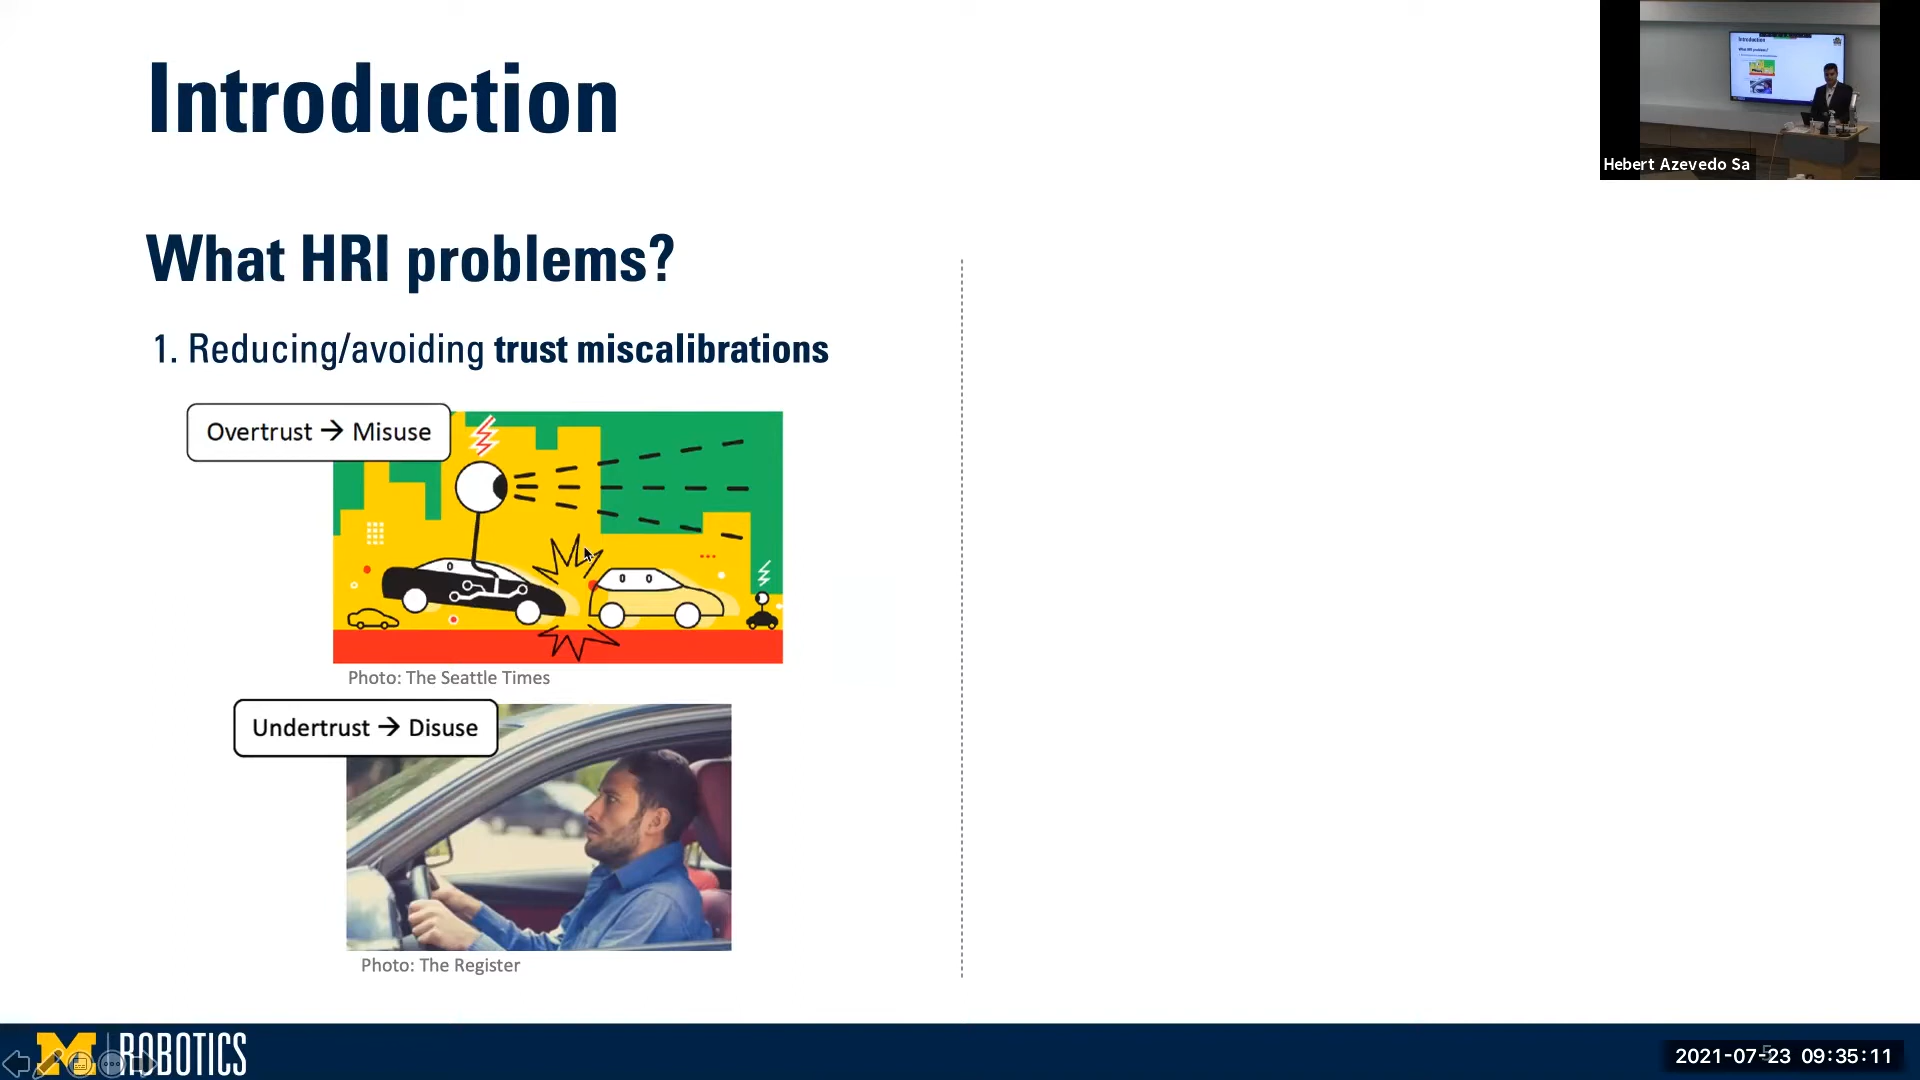 Introduction
Hebert Azevedo Sa
What HRI problems?
1. Reducing/avoiding trust miscalibrations
Overtrust → Misuse
Photo: The Seattle Times
Undertrust → Disuse
Photo: The Register
M ROBOTICS
2021-07-23 09:35:11